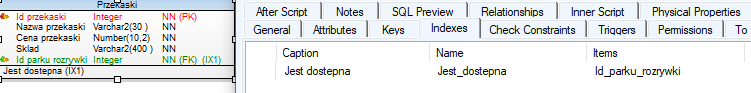 Przekaski
Id przekaski Integer NN (PK)
Nazwa przekaski Varchar2(30 ) NN
Cena przekaski Number(10,2) NN
Sklad Varchar2(400 ) NN
Id parku rozrywki Integer NN (FK) (IX1)
Jest dostepna (IX1)
After Script Notes SQL Preview Relationships Inner Script Physical Properties
General Attributes Keys Indexes Check Constraints Triggers Permissions To
Caption Name Items
Jest dostepna Jest_dostepna Id_parku_rozrywki